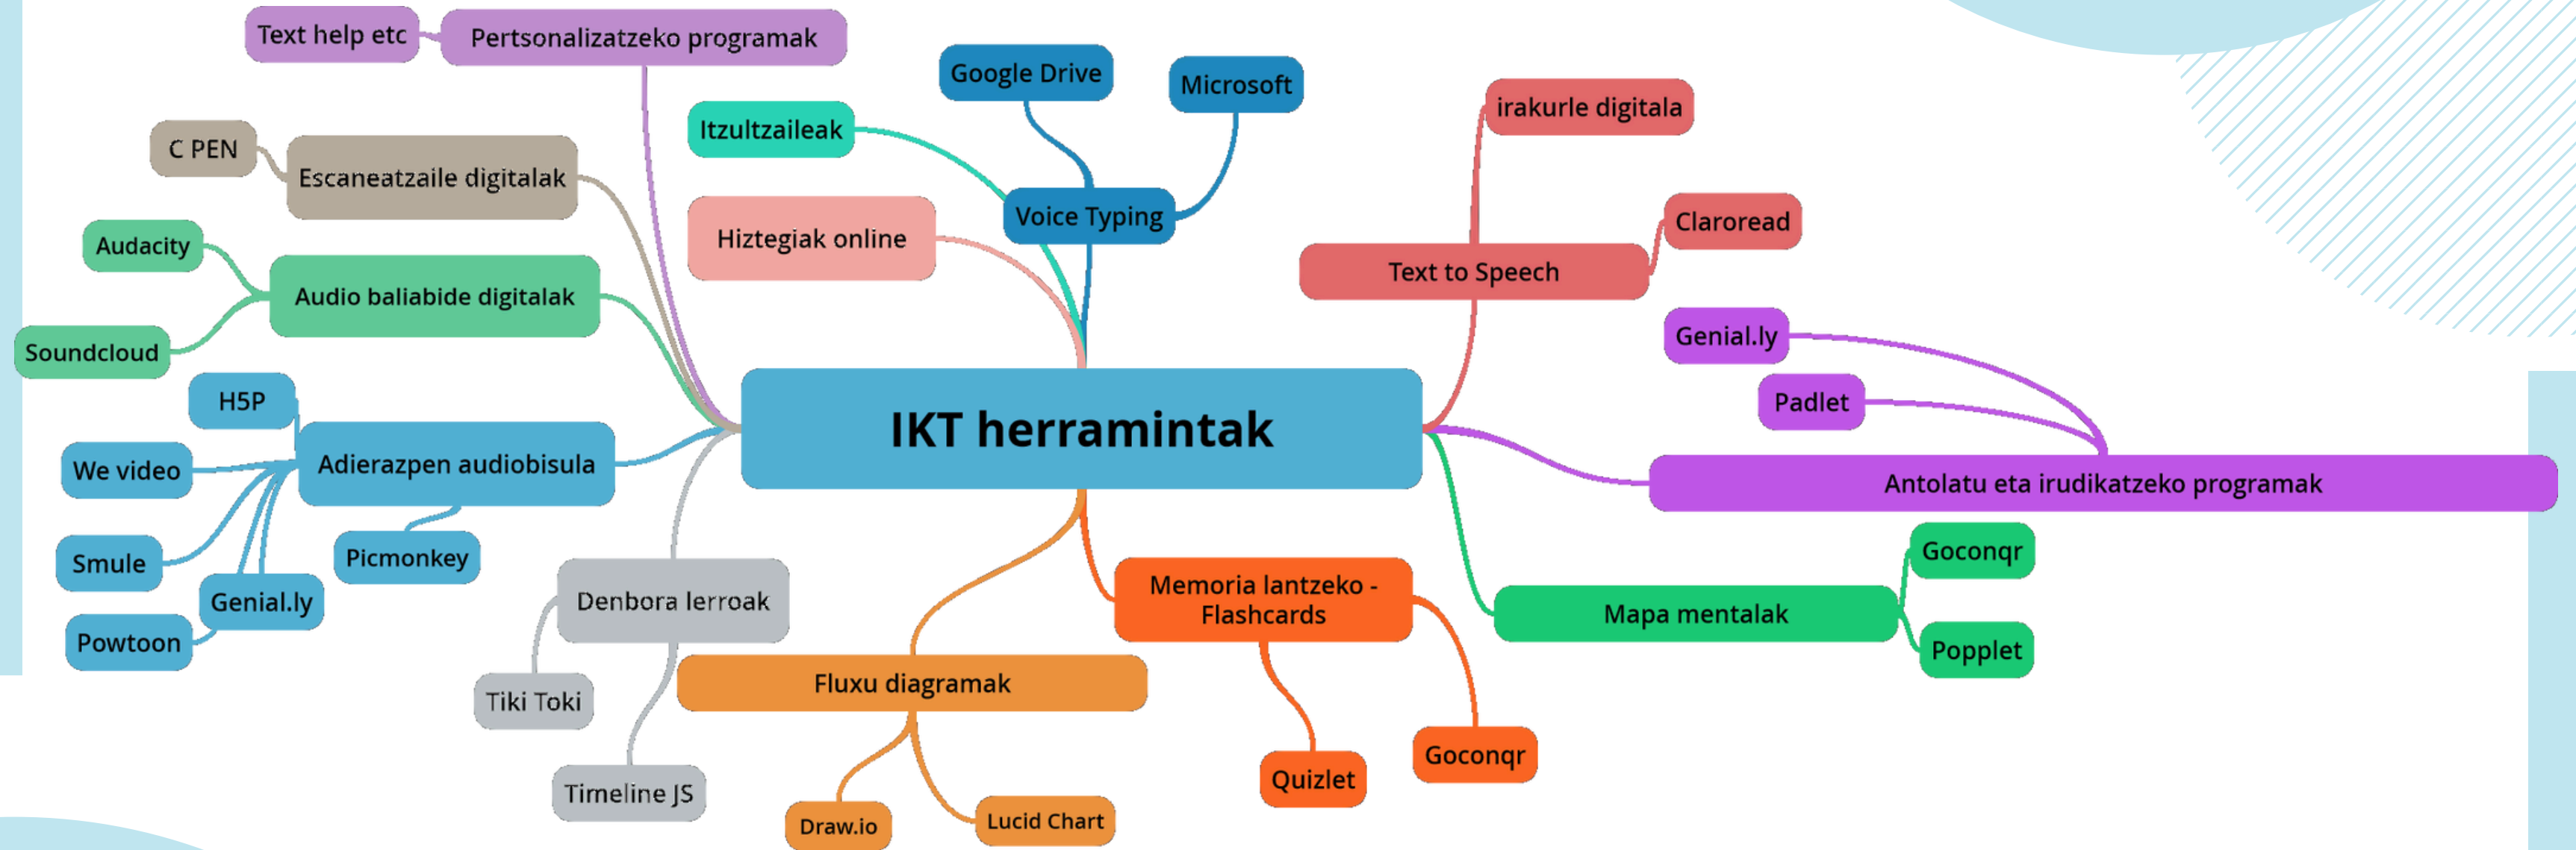 Text help etc
Pertsonalizatzeko programak
C PEN
Escaneatzaile digitalak
Audacity
Audio baliabide digitalak
Soundcloud
H5P
We video
Adierazpen audiobisula
Smule
Picmonkey
Genial.ly
Powtoon
Itzultzaileak
Hiztegiak online
Google Drive
Microsoft
Voice Typing
irakurle digitala
Claroread
Text to Speech
IKT herramintak
Genial.ly
Padlet
Antolatu eta irudikatzeko programak
Goconqr
Mapa mentalak
Popplet
Denbora lerroak
Tiki Toki
Timeline JS
Fluxu diagramak
Draw.io
Lucid Chart
Memoria lantzeko -
Flashcards
Quizlet
Goconqr